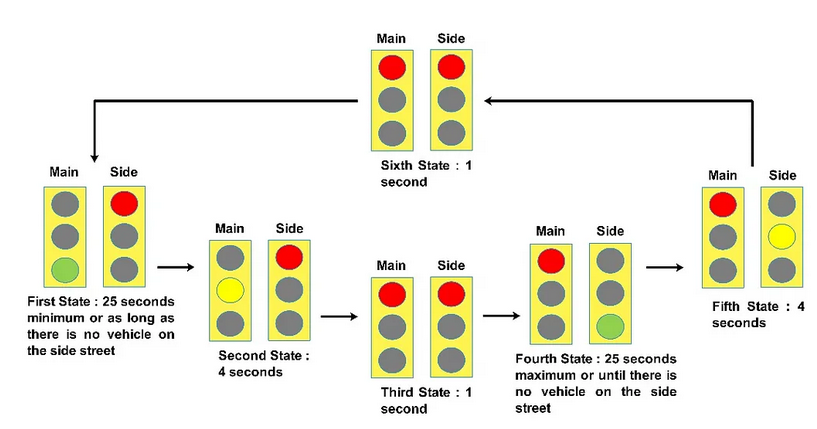 Main Side
Sixth State : 1
second
Main Side
First State : 25 seconds
minimum or as long as
there is no vehicle on
the side street
Main Side
Second State :
4 seconds
Main Side
Third State : 1
second
Main Side
Fourth State : 25 seconds
maximum or until there is
no vehicle on the side
street
Main Side
Fifth State : 4
seconds